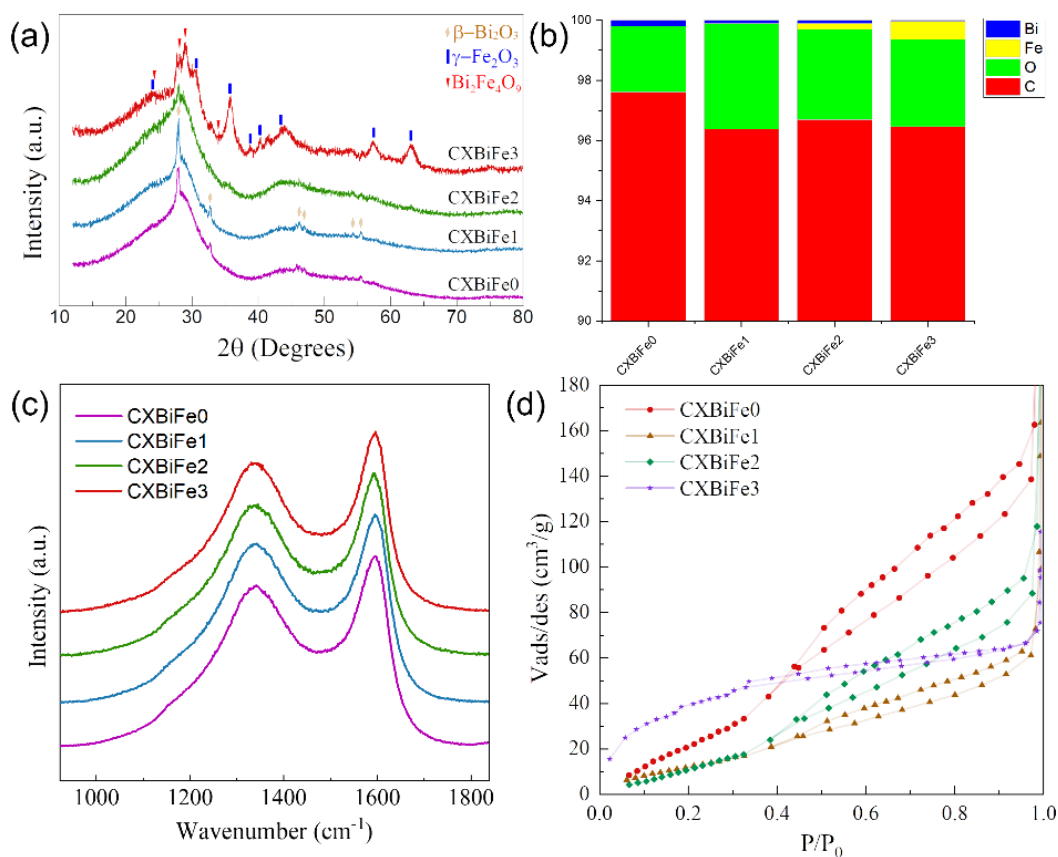 (a)
β−Bi₂O₃
γ−Fe₂O₃
Bi₂Fe₄O₉
CXBiFe3
CXBiFe2
CXBiFe1
CXBiFe0
Intensity (a.u.)
10 20 30 40 50 60 70 80
2θ (Degrees)
(b)
100
98
96
94
92
90
Bi
Fe
O
C
CXBiFe0
CXBiFe1
CXBiFe2
CXBiFe3
(c)
CXBiFe0
CXBiFe1
CXBiFe2
CXBiFe3
Intensity (a.u.)
1000 1200 1400 1600 1800
Wavenumber (cm⁻¹)
(d)
180
160
140
120
100
80
60
40
20
0
CXBiFe0
CXBiFe1
CXBiFe2
CXBiFe3
Vads/des (cm³/g)
0.0 0.2 0.4 0.6 0.8 1.0
P/P₀